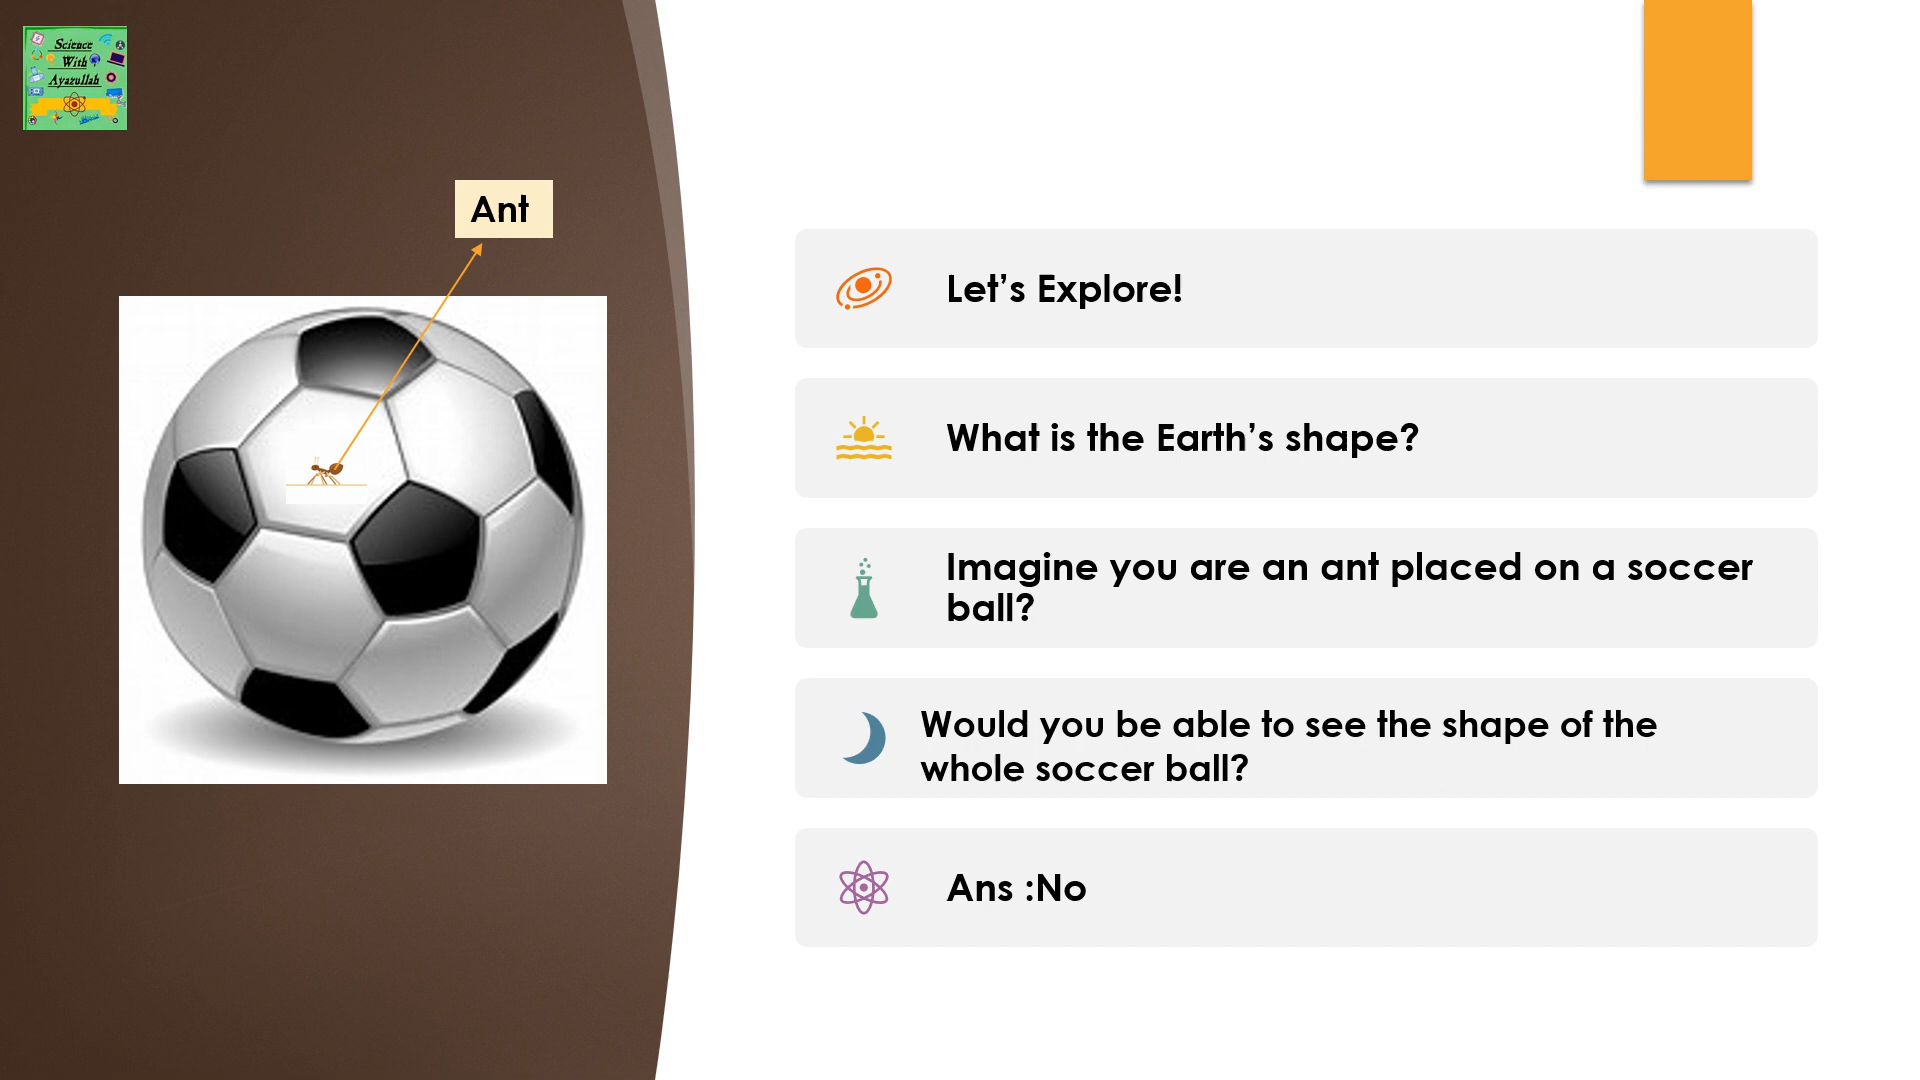 Science
With
Ayazullah
Ant
Let’s Explore!
What is the Earth’s shape?
Imagine you are an ant placed on a soccer
ball?
Would you be able to see the shape of the
whole soccer ball?
Ans :No